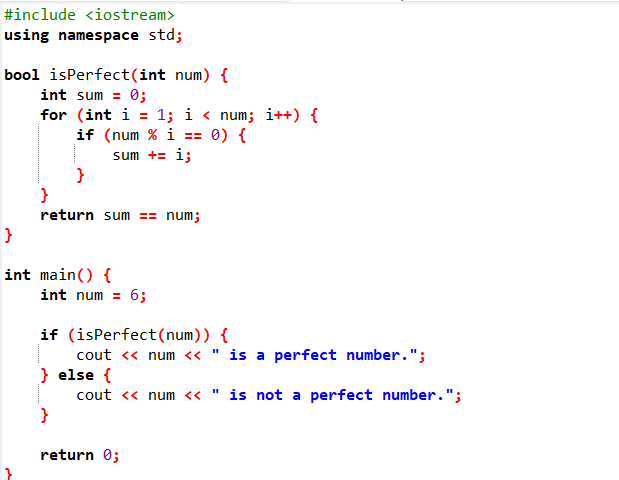 #include <iostream>
using namespace std;

bool isPerfect(int num) {
    int sum = 0;
    for (int i = 1; i < num; i++) {
        if (num % i == 0) {
            sum += i;
        }
    }
    return sum == num;
}

int main() {
    int num = 6;

    if (isPerfect(num)) {
        cout << num << " is a perfect number.";
    } else {
        cout << num << " is not a perfect number.";
    }

    return 0;
}